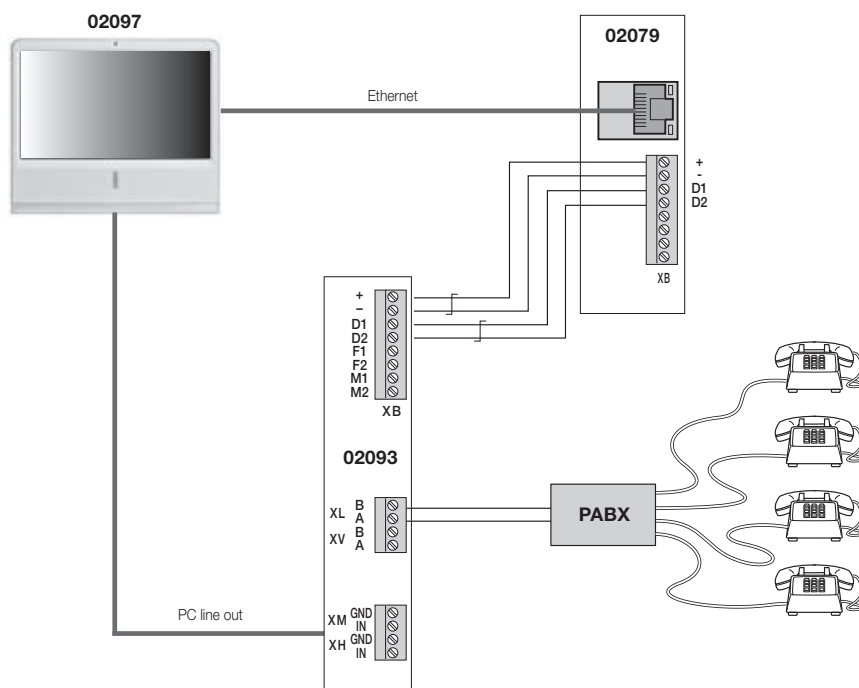 02097
02079
Ethernet
+
-
D1
D2
XB
+
–
D1
D2
F1
F2
M1
M2
XB
02093
XL B
A
XV B
A
PABX
PC line out
XM GND
IN
XH GND
IN